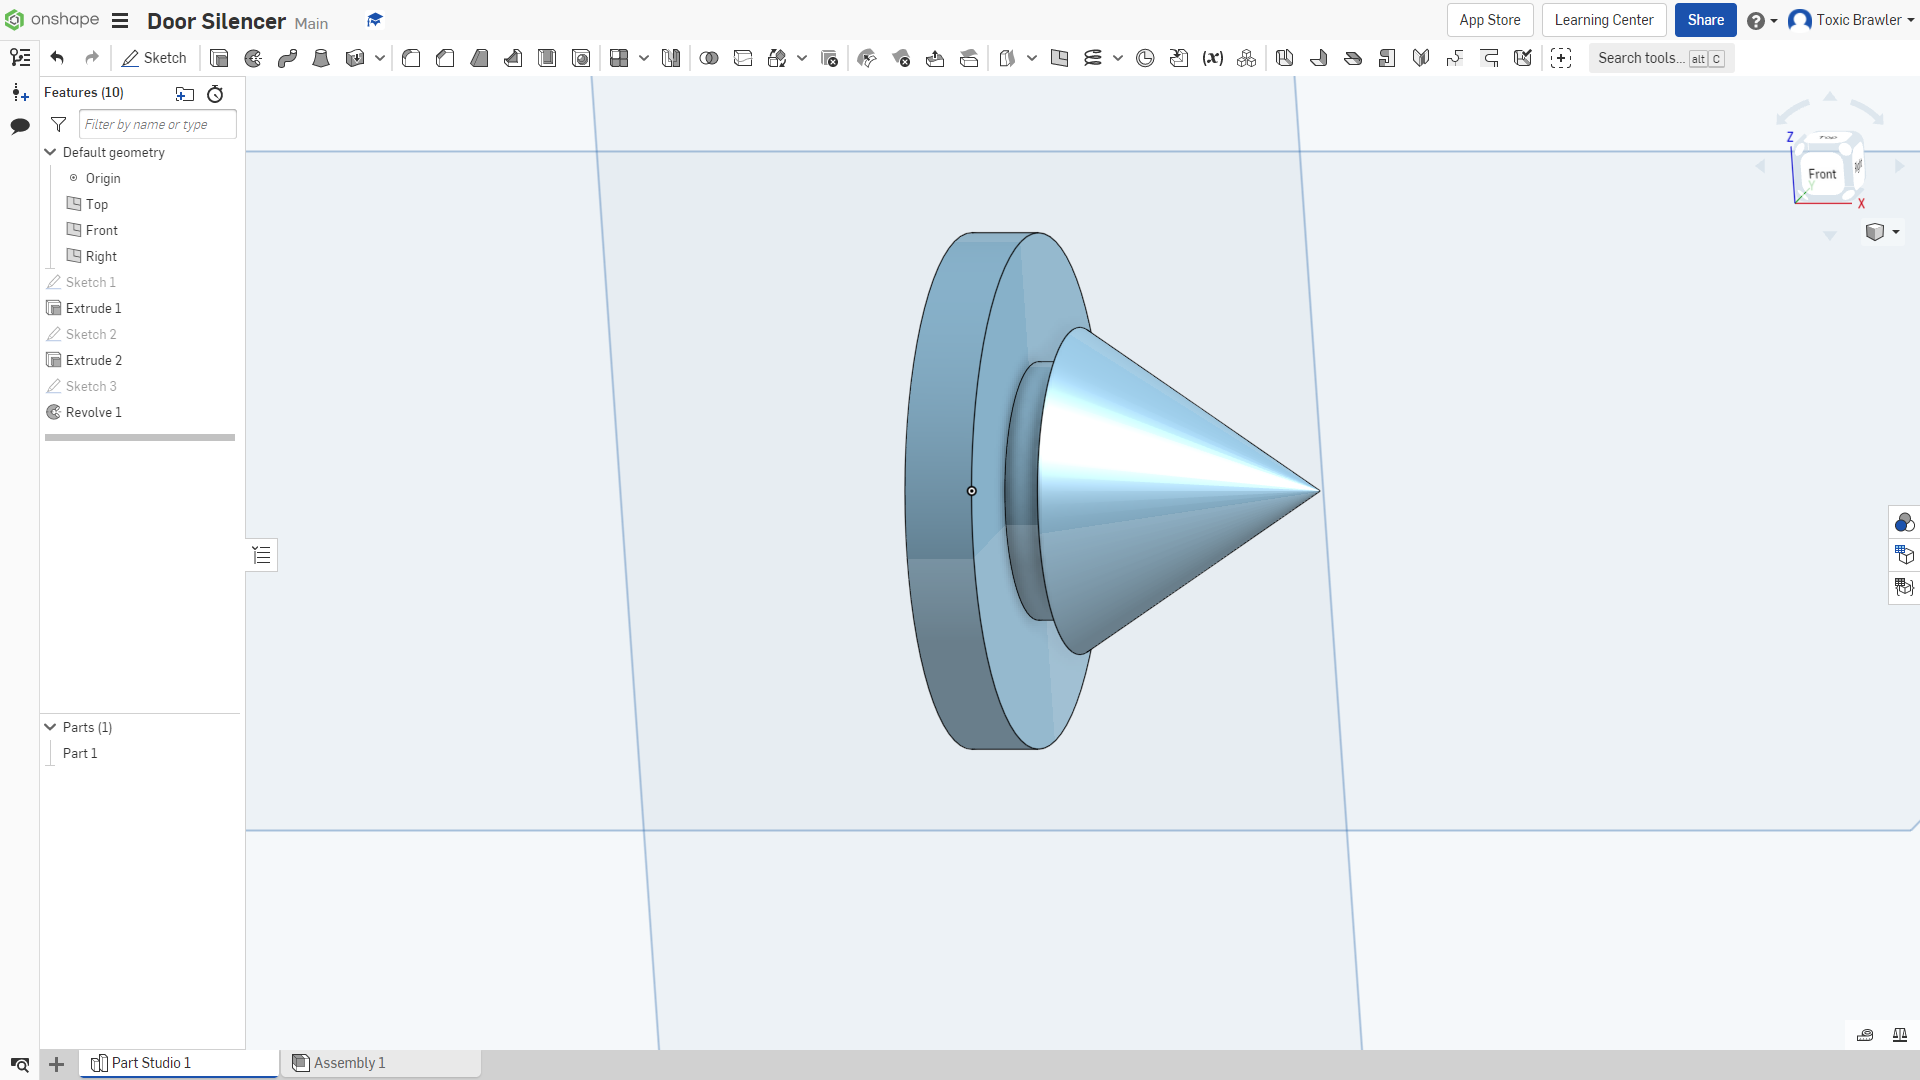 onshape
Door Silencer Main
App Store
Learning Center
Share
Toxic Brawler
Sketch
Search tools... alt C
Features (10)
Filter by name or type
Default geometry
Origin
Top
Front
Right
Sketch 1
Extrude 1
Sketch 2
Extrude 2
Sketch 3
Revolve 1
Parts (1)
Part 1
Z
Top
Front
Right
Y
X
Part Studio 1
Assembly 1